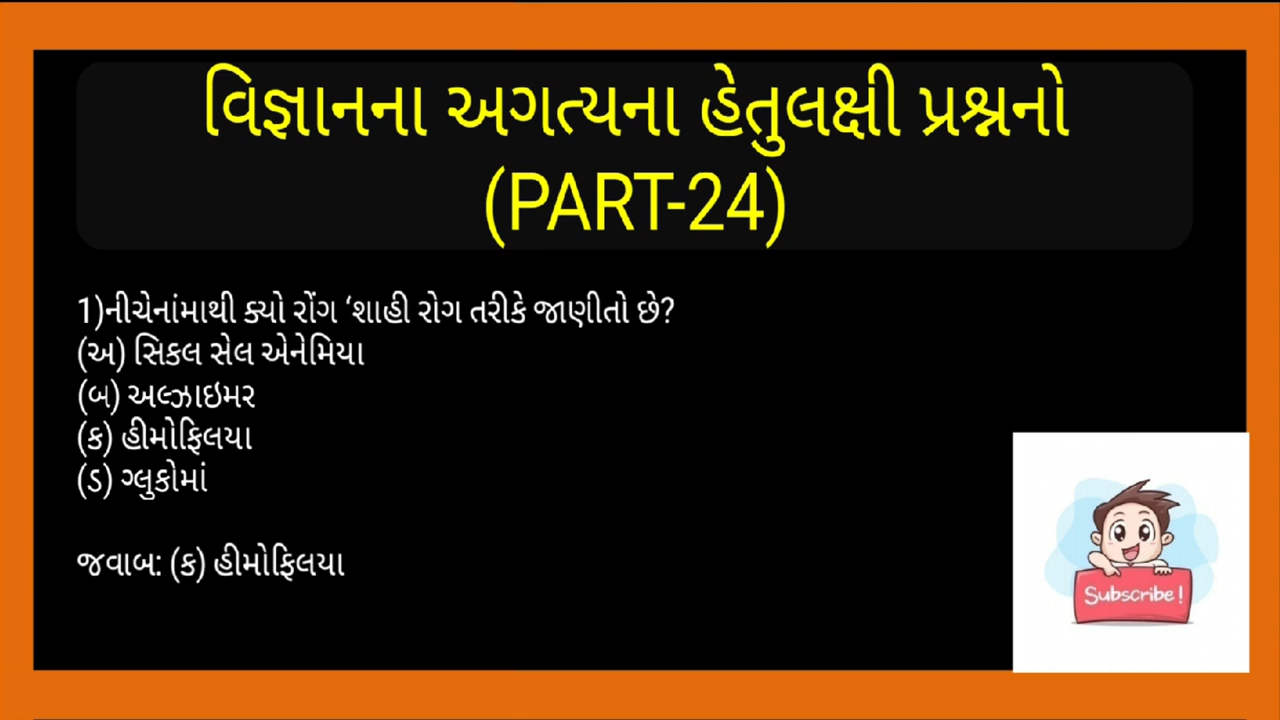 વિજ્ઞાનના અગત્યના હેતુલક્ષી પ્રશ્નનો
(PART-24)
1)નીચેનાંમાથી ક્યો રોંગ ‘શાહી રોગ તરીકે જાણીતો છે?
(અ) સિકલ સેલ એનેમિયા
(બ) અલ્ઝાઇમર
(ક) હીમોફિલયા
(ડ) ગ્લુકોમાં
જવાબ: (ક) હીમોફિલયા
Subscribe!